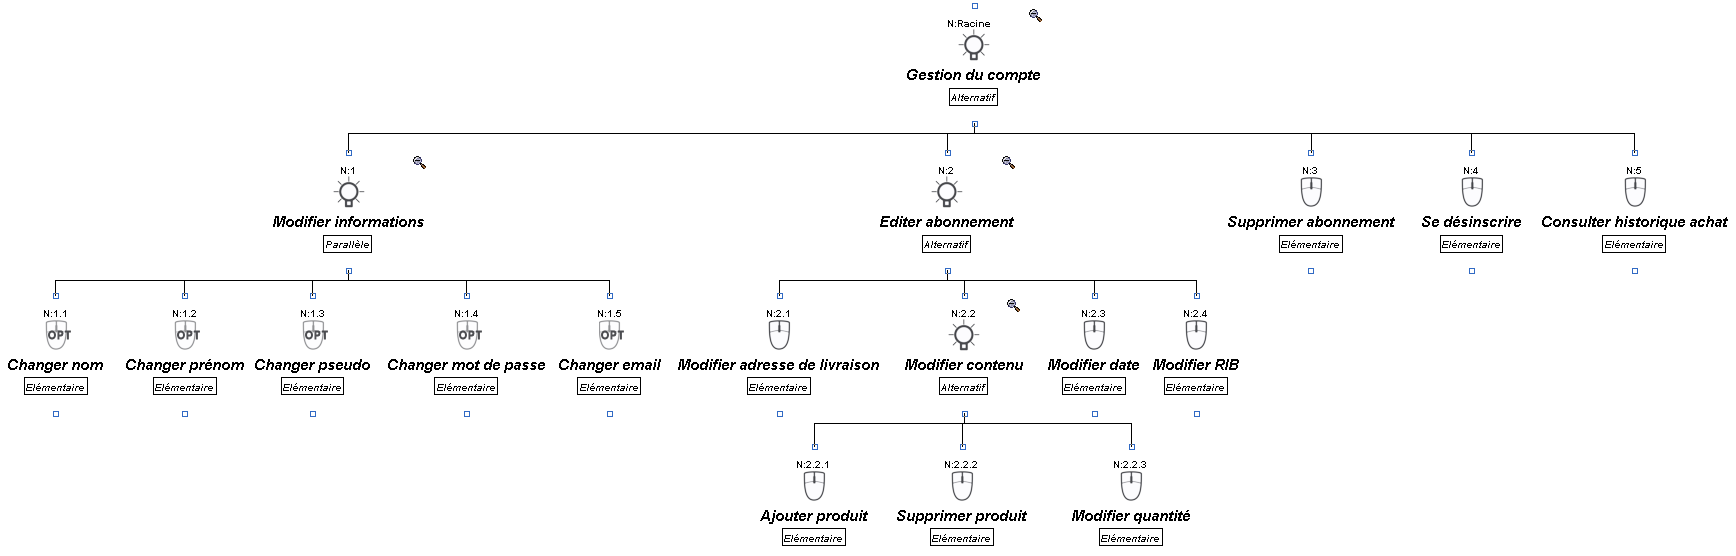 N:Racine
Gestion du compte
Alternatif
N:1
N:2
N:3
N:4
N:5
Modifier informations
Editer abonnement
Supprimer abonnement
Se désinscrire
Consulter historique achat
Parallèle
Alternatif
Elémentaire
Elémentaire
Elémentaire
N:1.1
N:1.2
N:1.3
N:1.4
N:1.5
N:2.1
N:2.2
N:2.3
N:2.4
OPT
OPT
OPT
OPT
OPT
Changer nom
Changer prénom
Changer pseudo
Changer mot de passe
Changer email
Modifier adresse de livraison
Modifier contenu
Modifier date
Modifier RIB
Elémentaire
Elémentaire
Elémentaire
Elémentaire
Elémentaire
Elémentaire
Alternatif
Elémentaire
Elémentaire
N:2.2.1
N:2.2.2
N:2.2.3
Ajouter produit
Supprimer produit
Modifier quantité
Elémentaire
Elémentaire
Elémentaire